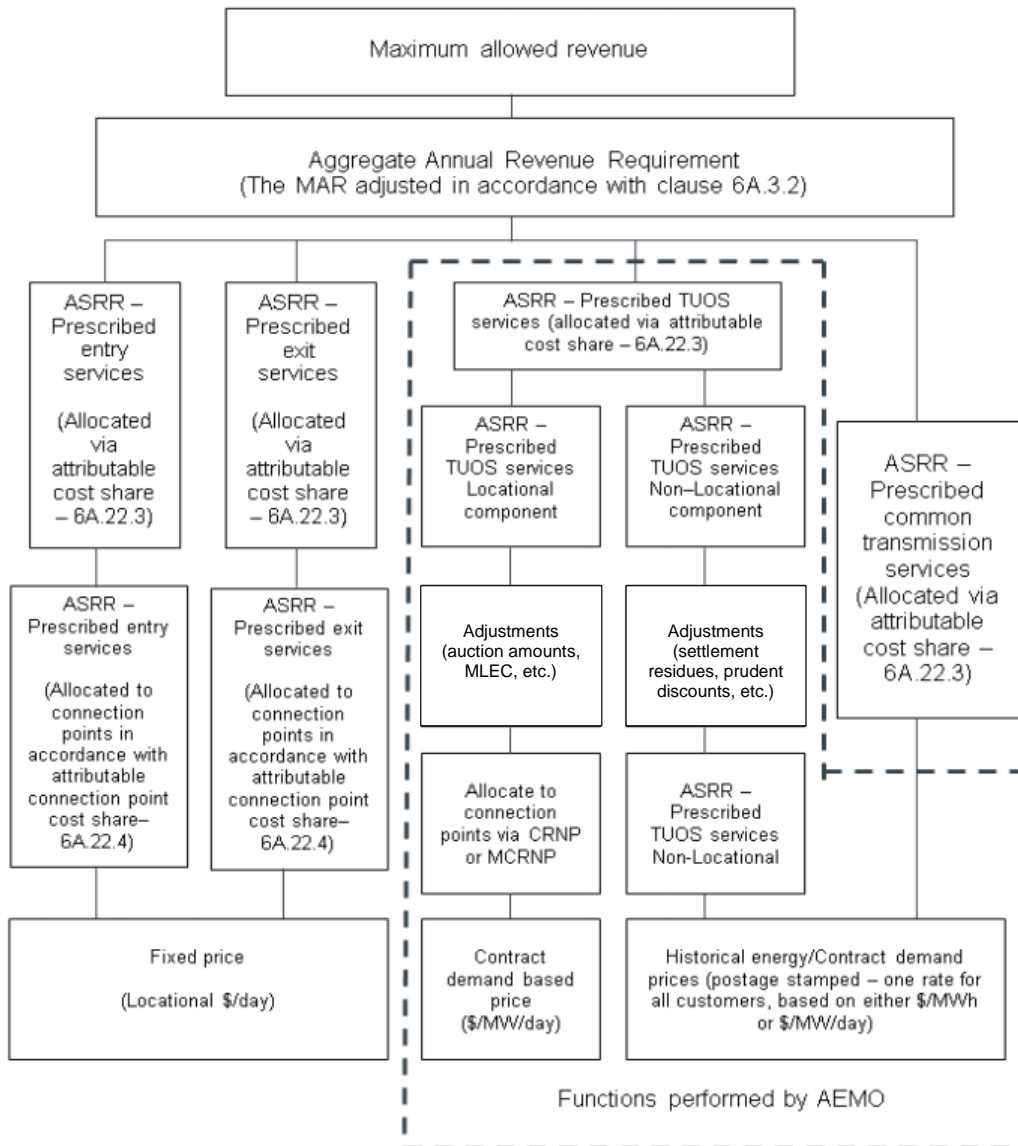 Maximum allowed revenue
Aggregate Annual Revenue Requirement
(The MAR adjusted in accordance with clause 6A.3.2)
ASRR –
Prescribed
entry
services
(Allocated
via
attributable
cost share
– 6A.22.3)
ASRR –
Prescribed
exit
services
(Allocated
via
attributable
cost share
– 6A.22.3)
ASRR – Prescribed TUOS
services (allocated via attributable
cost share – 6A.22.3)
ASRR –
Prescribed
TUOS services
Locational
component
ASRR –
Prescribed
TUOS services
Non–Locational
component
ASRR –
Prescribed
common
transmission
services
(Allocated via
attributable
cost share –
6A.22.3)
ASRR –
Prescribed entry
services
(Allocated to
connection
points in
accordance with
attributable
connection point
cost share–
6A.22.4)
ASRR –
Prescribed exit
services
(Allocated to
connection
points in
accordance with
attributable
connection point
cost share–
6A.22.4)
Adjustments
(auction amounts,
MLEC, etc.)
Adjustments
(settlement
residues, prudent
discounts, etc.)
Allocate to
connection
points via CRNP
or MCRNP
ASRR –
Prescribed
TUOS services
Non-Locational
Fixed price
(Locational $/day)
Contract
demand based
price
($/MW/day)
Historical energy/Contract demand
prices (postage stamped – one rate for
all customers, based on either $/MWh
or $/MW/day)
Functions performed by AEMO